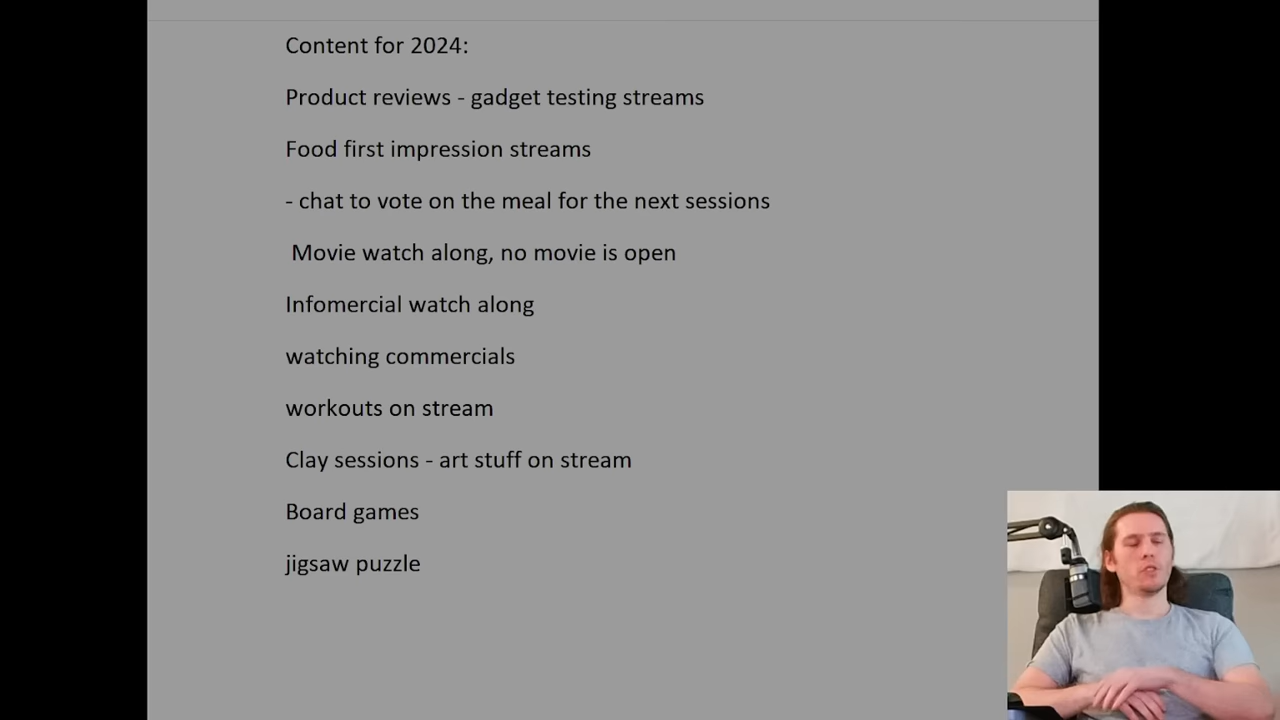 Content for 2024:
Product reviews - gadget testing streams
Food first impression streams
- chat to vote on the meal for the next sessions
Movie watch along, no movie is open
Infomercial watch along
watching commercials
workouts on stream
Clay sessions - art stuff on stream
Board games
jigsaw puzzle